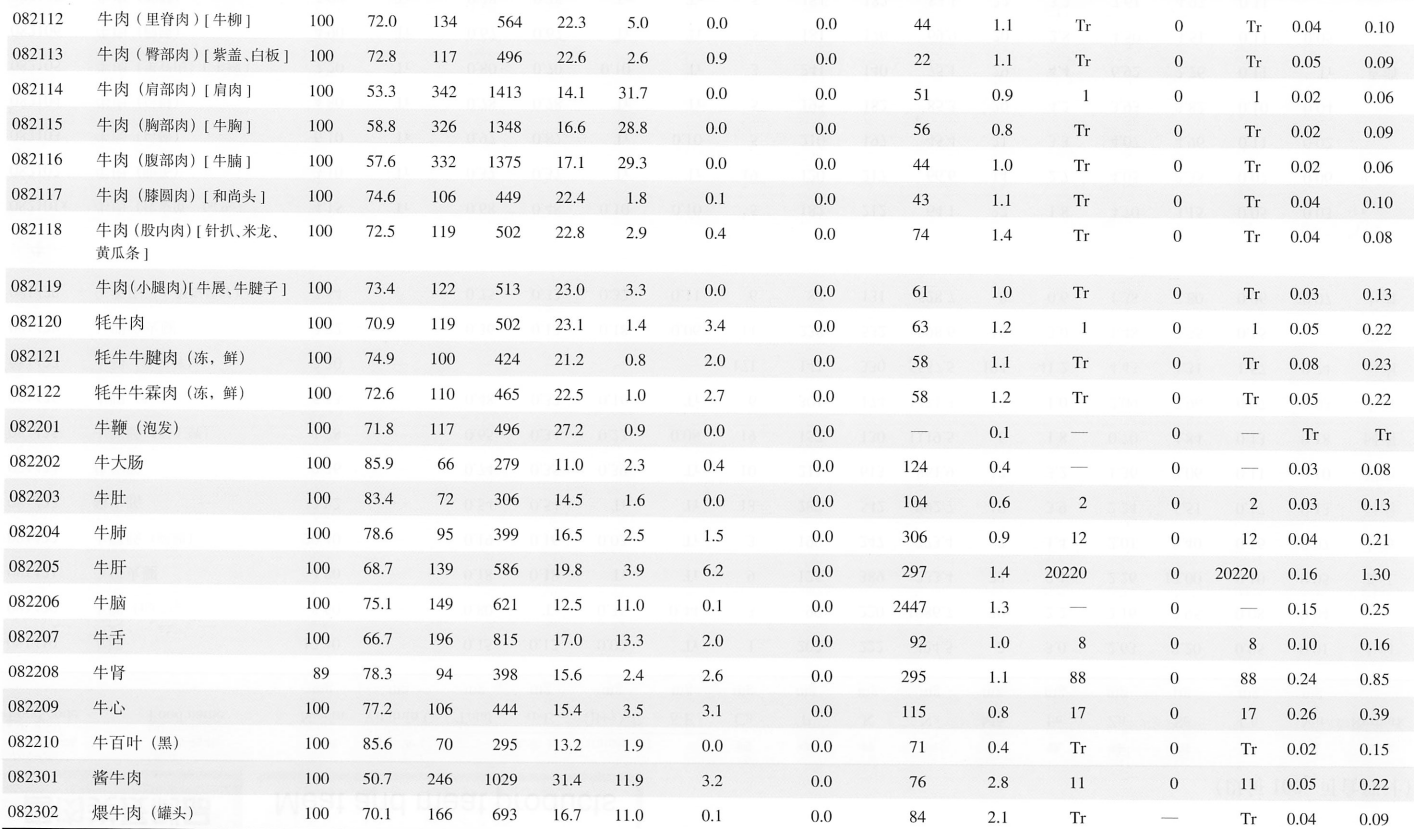 082112 牛肉（里脊肉）[牛柳] 100 72.0 134 564 22.3 5.0 0.0 0.0 44 1.1 Tr 0 Tr 0.04 0.10
082113 牛肉（臀部肉）[紫盖、白板] 100 72.8 117 496 22.6 2.6 0.9 0.0 22 1.1 Tr 0 Tr 0.05 0.09
082114 牛肉（肩部肉）[肩肉] 100 53.3 342 1413 14.1 31.7 0.0 0.0 51 0.9 1 0 1 0.02 0.06
082115 牛肉（胸部肉）[牛胸] 100 58.8 326 1348 16.6 28.8 0.0 0.0 56 0.8 Tr 0 Tr 0.02 0.09
082116 牛肉（腹部肉）[牛腩] 100 57.6 332 1375 17.1 29.3 0.0 0.0 44 1.0 Tr 0 Tr 0.02 0.06
082117 牛肉（膝圆肉）[和尚头] 100 74.6 106 449 22.4 1.8 0.1 0.0 43 1.1 Tr 0 Tr 0.04 0.10
082118 牛肉（股内肉）[针扒、米龙、 100 72.5 119 502 22.8 2.9 0.4 0.0 74 1.4 Tr 0 Tr 0.04 0.08
黄瓜条]
082119 牛肉(小腿肉)[牛展、牛腱子] 100 73.4 122 513 23.0 3.3 0.0 0.0 61 1.0 Tr 0 Tr 0.03 0.13
082120 牦牛肉 100 70.9 119 502 23.1 1.4 3.4 0.0 63 1.2 1 0 1 0.05 0.22
082121 牦牛牛腱肉（冻，鲜） 100 74.9 100 424 21.2 0.8 2.0 0.0 58 1.1 Tr 0 Tr 0.08 0.23
082122 牦牛牛霖肉（冻，鲜） 100 72.6 110 465 22.5 1.0 2.7 0.0 58 1.2 Tr 0 Tr 0.05 0.22
082201 牛鞭（泡发） 100 71.8 117 496 27.2 0.9 0.0 0.0 — 0.1 — 0 — Tr Tr
082202 牛大肠 100 85.9 66 279 11.0 2.3 0.4 0.0 124 0.4 — 0 — 0.03 0.08
082203 牛肚 100 83.4 72 306 14.5 1.6 0.0 0.0 104 0.6 2 0 2 0.03 0.13
082204 牛肺 100 78.6 95 399 16.5 2.5 1.5 0.0 306 0.9 12 0 12 0.04 0.21
082205 牛肝 100 68.7 139 586 19.8 3.9 6.2 0.0 297 1.4 20220 0 20220 0.16 1.30
082206 牛脑 100 75.1 149 621 12.5 11.0 0.1 0.0 2447 1.3 — 0 — 0.15 0.25
082207 牛舌 100 66.7 196 815 17.0 13.3 2.0 0.0 92 1.0 8 0 8 0.10 0.16
082208 牛肾 89 78.3 94 398 15.6 2.4 2.6 0.0 295 1.1 88 0 88 0.24 0.85
082209 牛心 100 77.2 106 444 15.4 3.5 3.1 0.0 115 0.8 17 0 17 0.26 0.39
082210 牛百叶（黑） 100 85.6 70 295 13.2 1.9 0.0 0.0 71 0.4 Tr 0 Tr 0.02 0.15
082301 酱牛肉 100 50.7 246 1029 31.4 11.9 3.2 0.0 76 2.8 11 0 11 0.05 0.22
082302 煨牛肉（罐头） 100 70.1 166 693 16.7 11.0 0.1 0.0 84 2.1 Tr — Tr 0.04 0.09